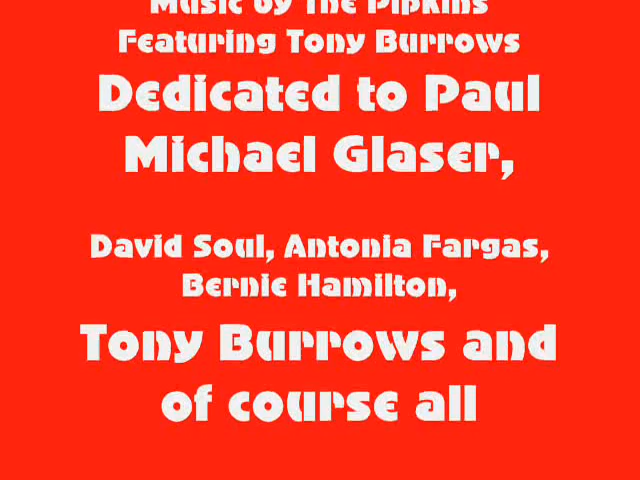 Music by The Pipkins
Featuring Tony Burrows
Dedicated to Paul
Michael Glaser,
David Soul, Antonia Fargas,
Bernie Hamilton,
Tony Burrows and
of course all